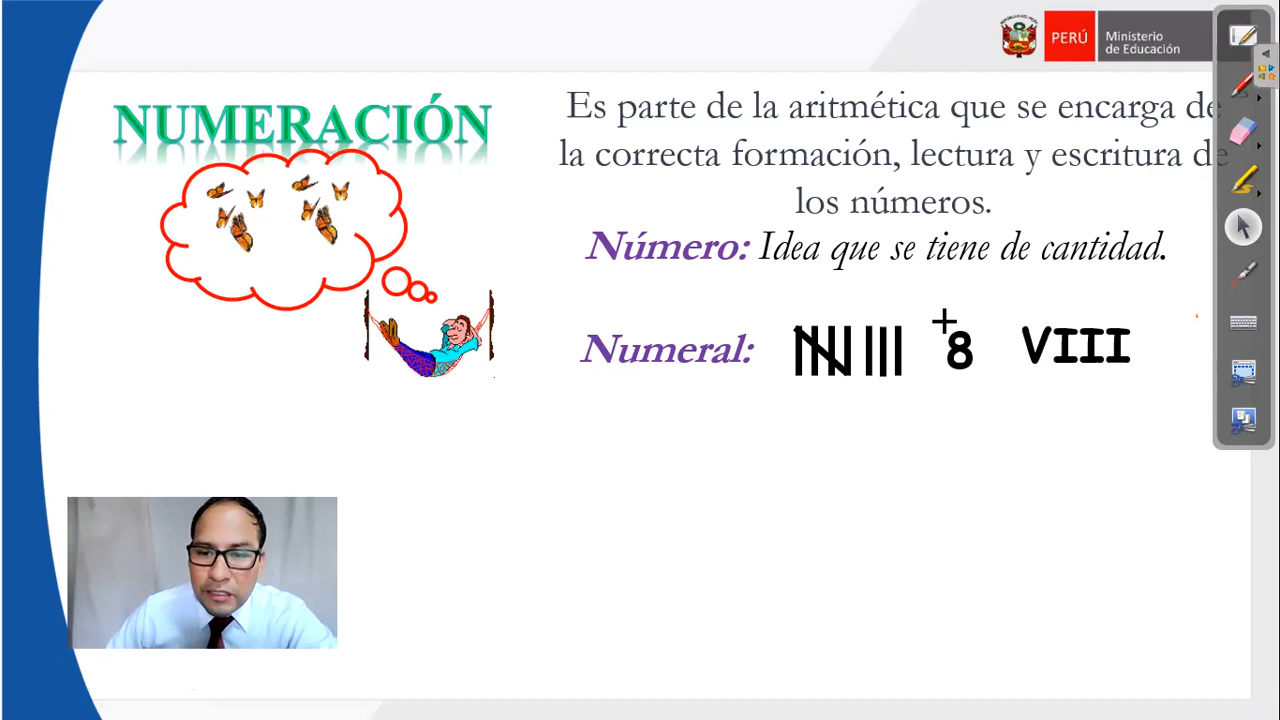 PERÚ
Ministerio
de Educación
NUMERACIÓN
Es parte de la aritmética que se encarga de
la correcta formación, lectura y escritura de
los números.
Número: Idea que se tiene de cantidad.
Numeral: 8 VIII